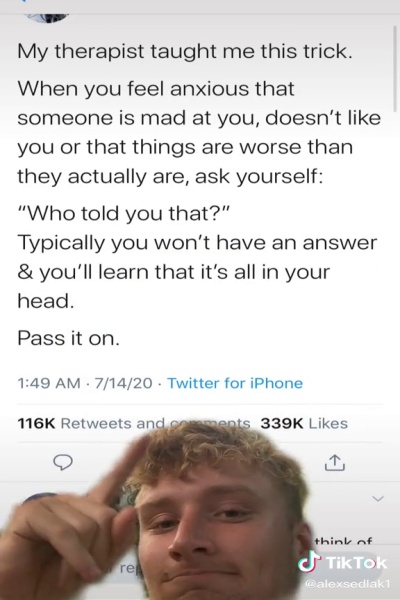 My therapist taught me this trick.
When you feel anxious that
someone is mad at you, doesn't like
you or that things are worse than
they actually are, ask yourself:
"Who told you that?"
Typically you won't have an answer
& you'll learn that it's all in your
head.
Pass it on.
1:49 AM · 7/14/20 · Twitter for iPhone
116K Retweets and comments 339K Likes
think of
TikTok
@alexsedlak1